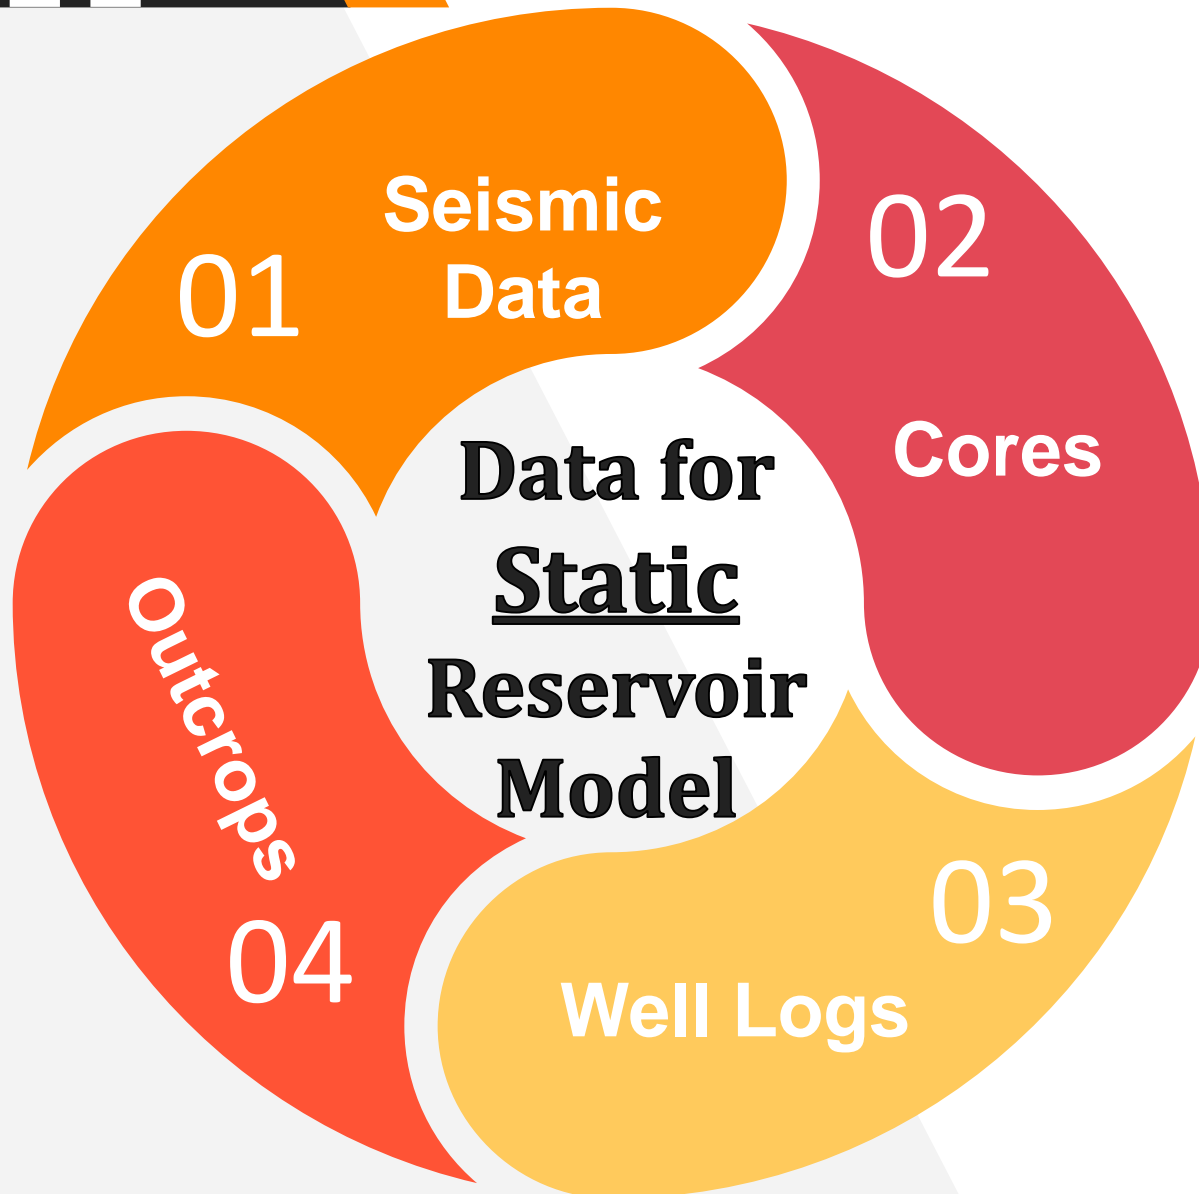 01
Seismic
Data
02
Cores
Data for
Static
Reservoir
Model
03
Well Logs
Outcrops
04